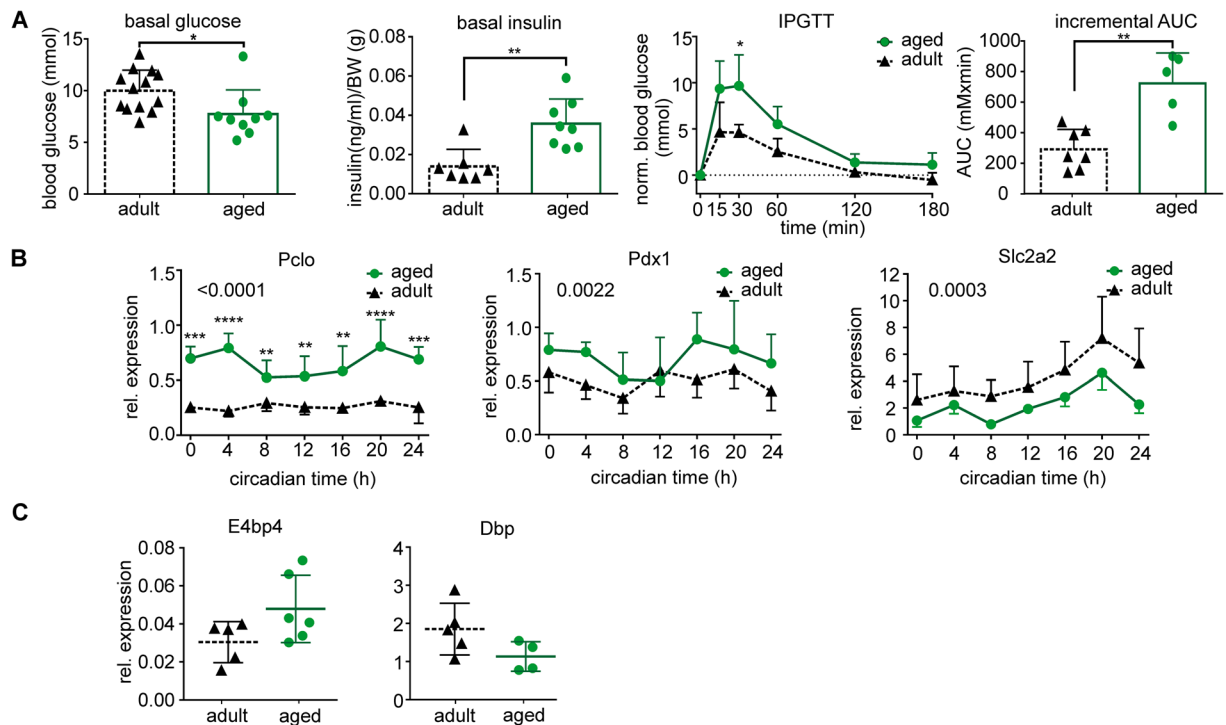 A
basal glucose
blood glucose (mmol)
15
10
5
0
*
adult
aged
basal insulin
insulin(ng/ml)/BW (g)
0.08
0.06
0.04
0.02
0.00
**
adult
aged
IPGTT
norm. blood glucose
(mmol)
15
10
5
0
*
aged
adult
0 15 30 60 120 180
time (min)
incremental AUC
AUC (mMxmin)
1000
800
600
400
200
0
**
adult
aged
B
Pclo
rel. expression
1.5
1.0
0.5
0.0
aged
adult
<0.0001
*** **** ** ** ** **** ***
0 4 8 12 16 20 24
circadian time (h)
Pdx1
rel. expression
1.5
1.0
0.5
0.0
aged
adult
0.0022
0 4 8 12 16 20 24
circadian time (h)
Slc2a2
rel. expression
12
10
8
6
4
2
0
aged
adult
0.0003
0 4 8 12 16 20 24
circadian time (h)
C
E4bp4
rel. expression
0.08
0.06
0.04
0.02
0.00
adult
aged
Dbp
4
3
2
1
0
adult
aged